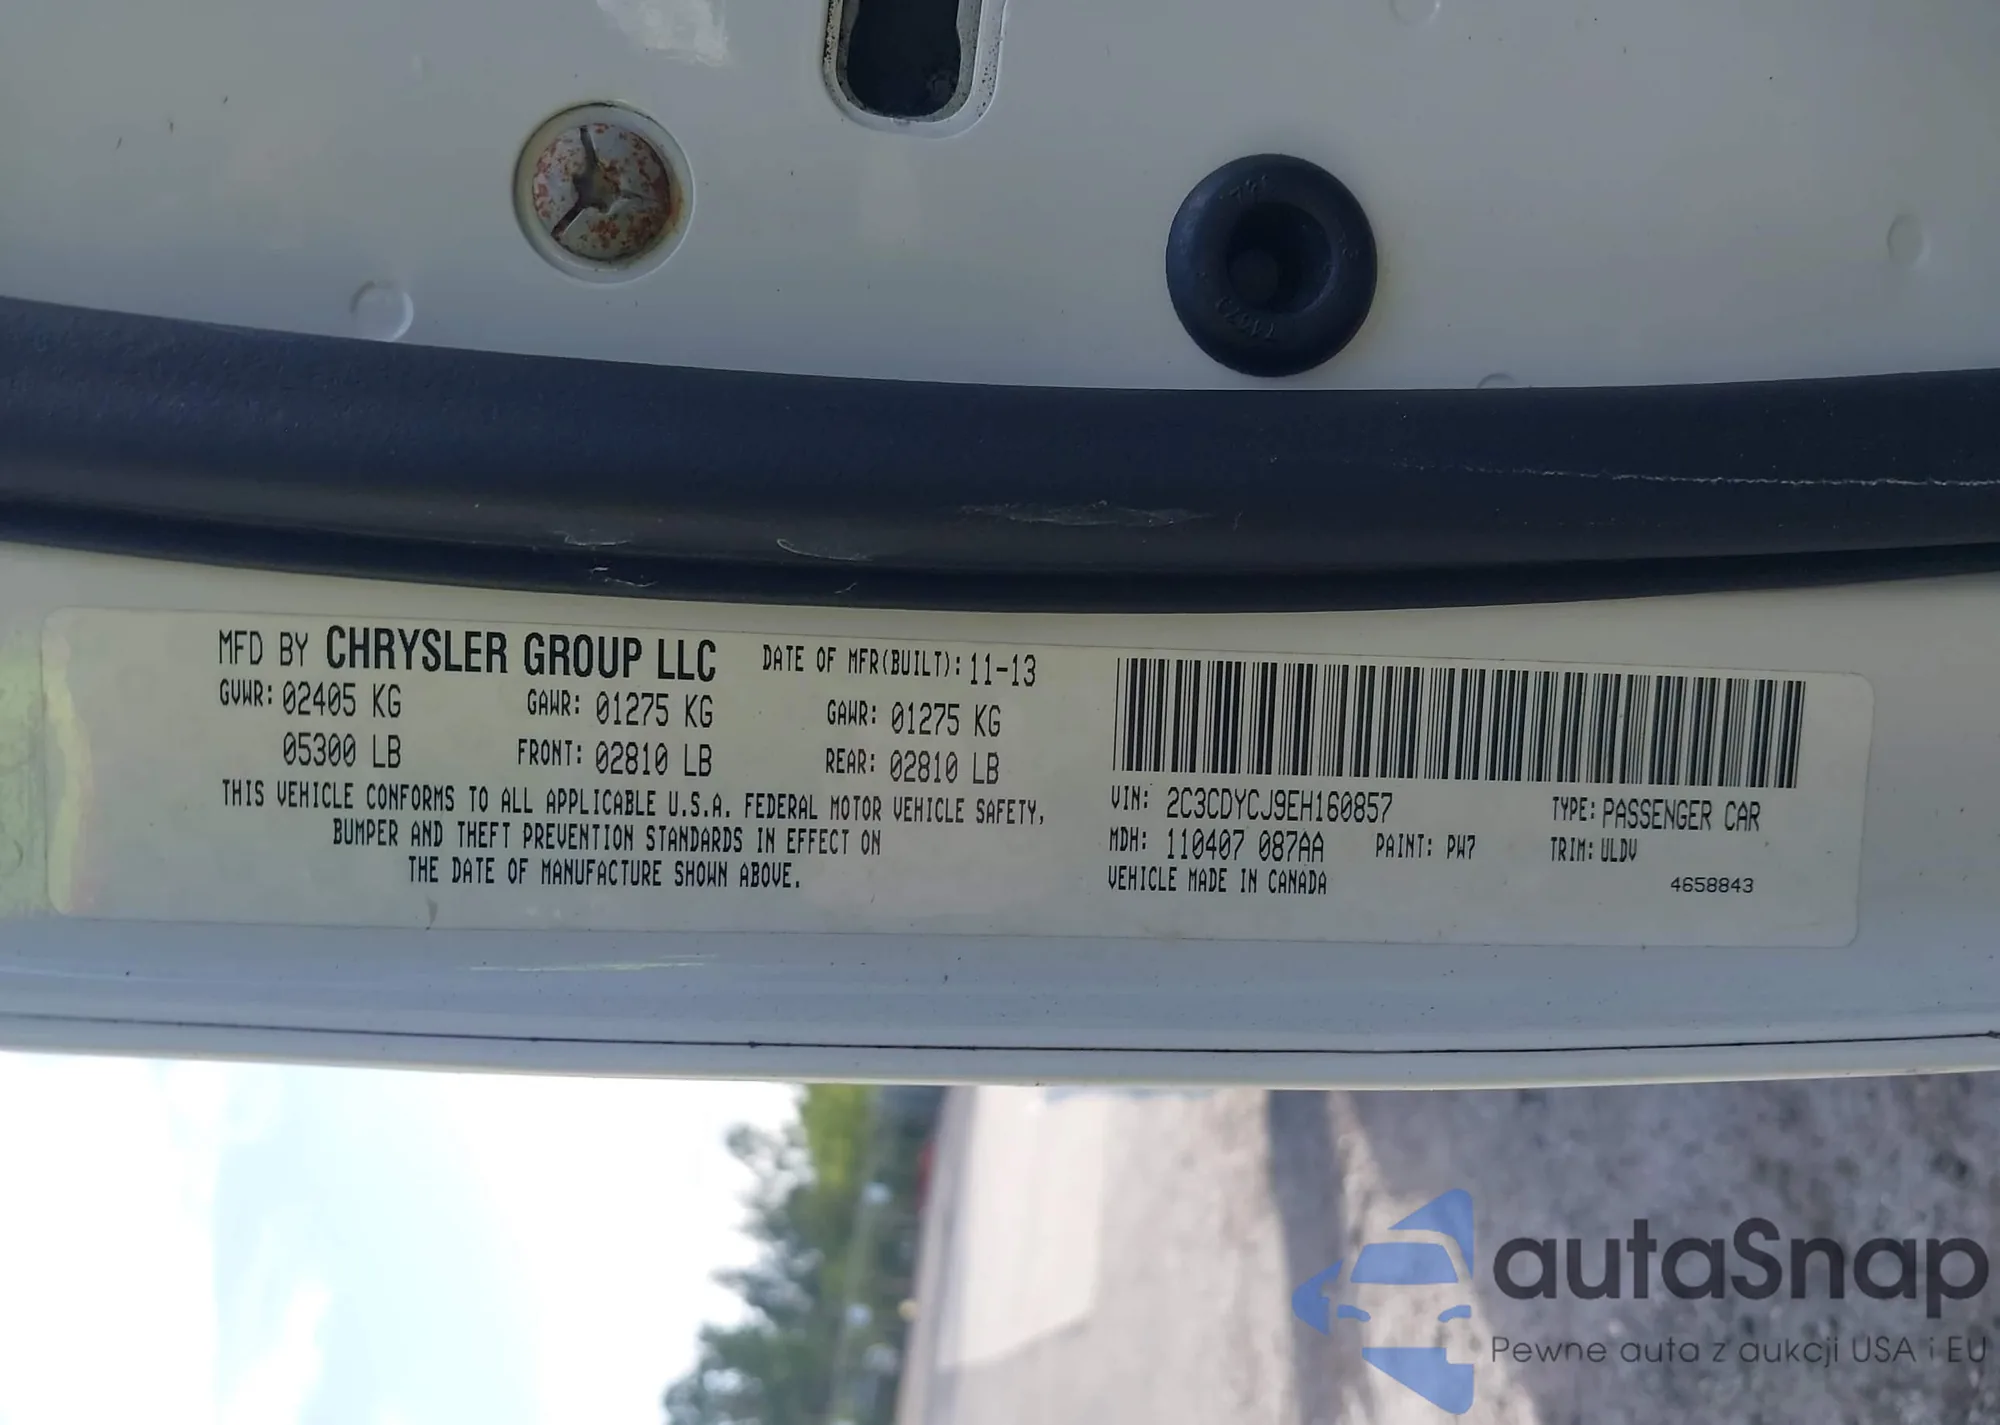 MFD BY CHRYSLER GROUP LLC DATE OF MFR(BUILT): 11-13
GVWR: 02405 KG GAWR: 01275 KG GAWR: 01275 KG
05300 LB FRONT: 02810 LB REAR: 02810 LB
THIS VEHICLE CONFORMS TO ALL APPLICABLE U.S.A. FEDERAL MOTOR VEHICLE SAFETY,
BUMPER AND THEFT PREVENTION STANDARDS IN EFFECT ON
THE DATE OF MANUFACTURE SHOWN ABOVE.
VIN: 2C3CDYCJ9EH160857 TYPE: PASSENGER CAR
MDH: 110407 087AA PAINT: PW7 TRIM: ULDV
VEHICLE MADE IN CANADA
4658843
autaSnap
Pewne auta z aukcji USA i EU